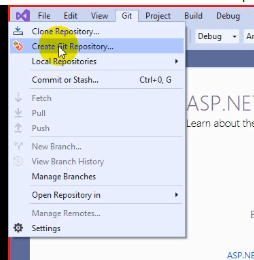 File Edit View Git Project Build Debug
Clone Repository...
Create Git Repository...
Local Repositories
Commit or Stash... Ctrl+0, G
Fetch
Pull
Push
New Branch...
View Branch History
Manage Branches
Open Repository in
Manage Remotes...
Settings
Debug
ASP.NET
Learn about the
ASP.NE